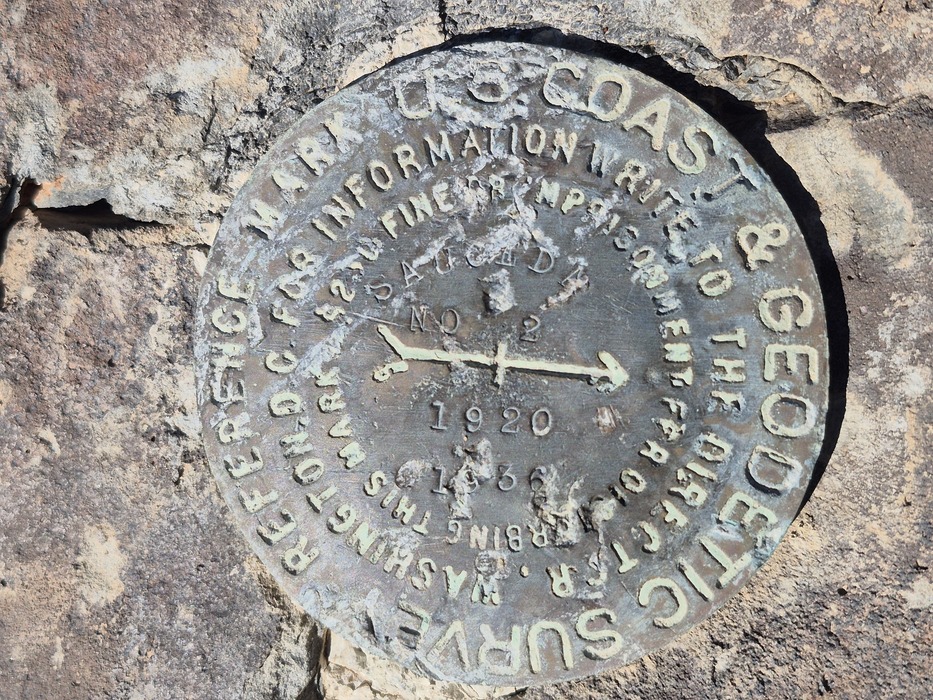 U.S. COAST & GEODETIC SURVEY
REFERENCE MARK
FOR INFORMATION WRITE TO THE DIRECTOR, WASHINGTON, D.C.
$250 FINE OR IMPRISONMENT FOR DISTURBING THIS MARK
SAUCEDA
NO 2
1920
1936